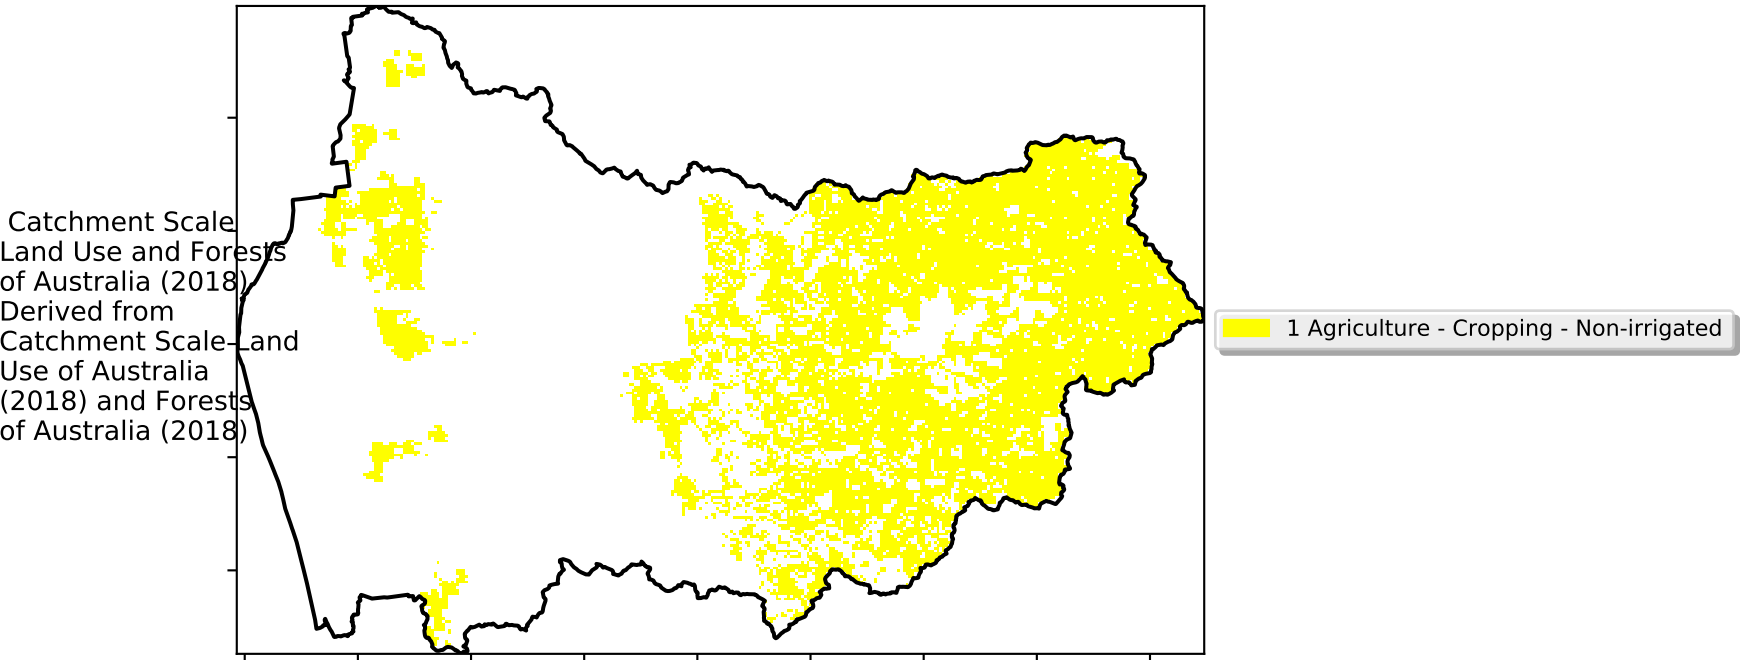 Catchment Scale
Land Use and Forests
of Australia (2018)
Derived from
Catchment Scale Land
Use of Australia
(2018) and Forests
of Australia (2018)
1 Agriculture - Cropping - Non-irrigated